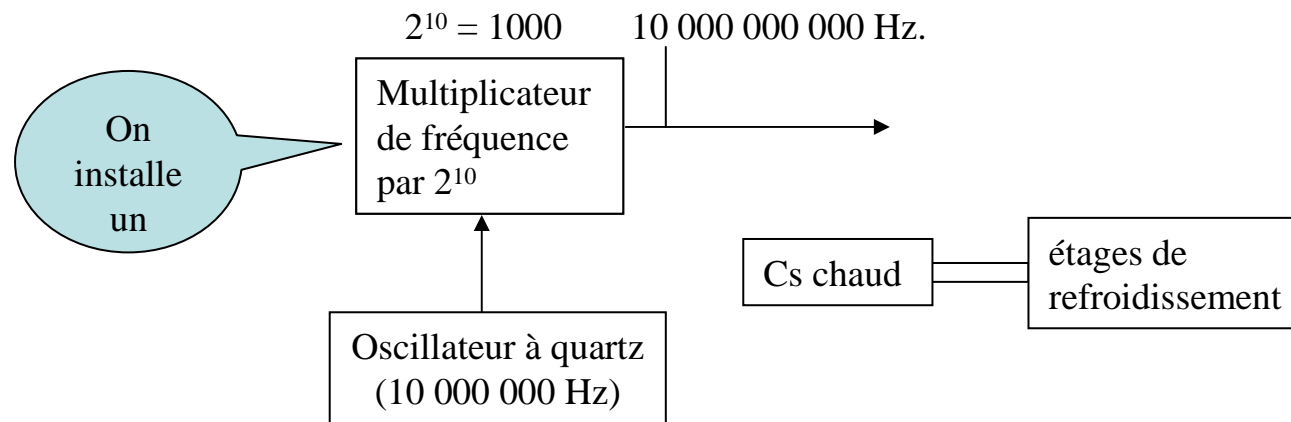 2¹⁰ = 1000 10 000 000 000 Hz.
On
installe
un
Multiplicateur
de fréquence
par 2¹⁰
Cs chaud
étages de
refroidissement
Oscillateur à quartz
(10 000 000 Hz)